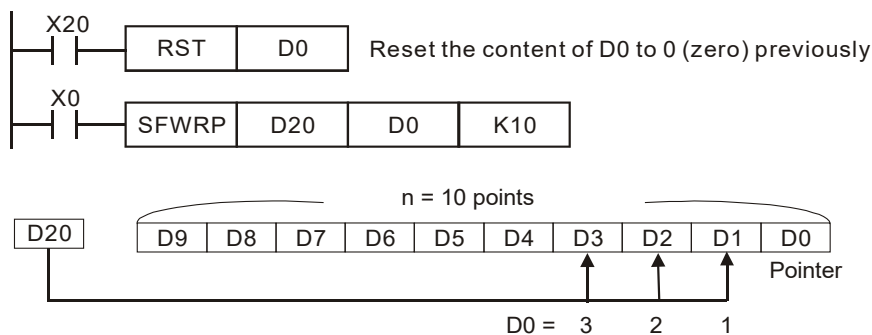 X20
RST D0 Reset the content of D0 to 0 (zero) previously
X0
SFWRP D20 D0 K10
n = 10 points
D20 D9 D8 D7 D6 D5 D4 D3 D2 D1 D0
Pointer
D0 = 3 2 1